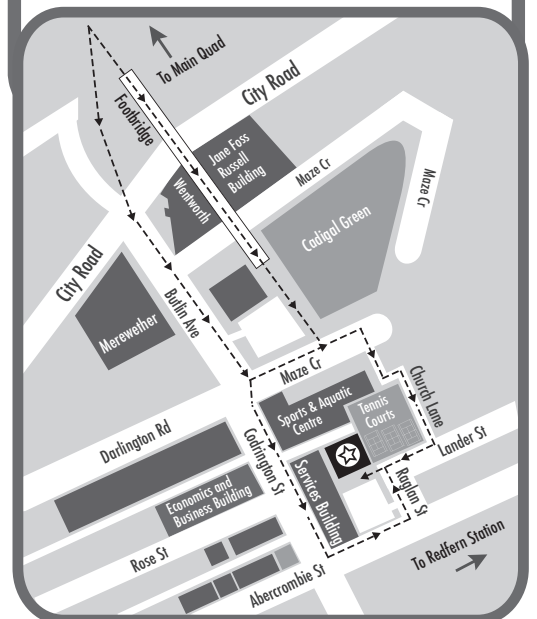 To Main Quad
City Road
Footbridge
Jane Foss
Russell
Building
Wentworth
Maze Cr
Maze Cr
Cadigal Green
City Road
Merewether
Butlin Ave
Maze Cr
Church Lane
Sports & Aquatic
Centre
Tennis
Courts
Darlington Rd
Codrington St
Lander St
Economics and
Business Building
Services Building
Raglan St
Rose St
Abercrombie St
To Redfern Station